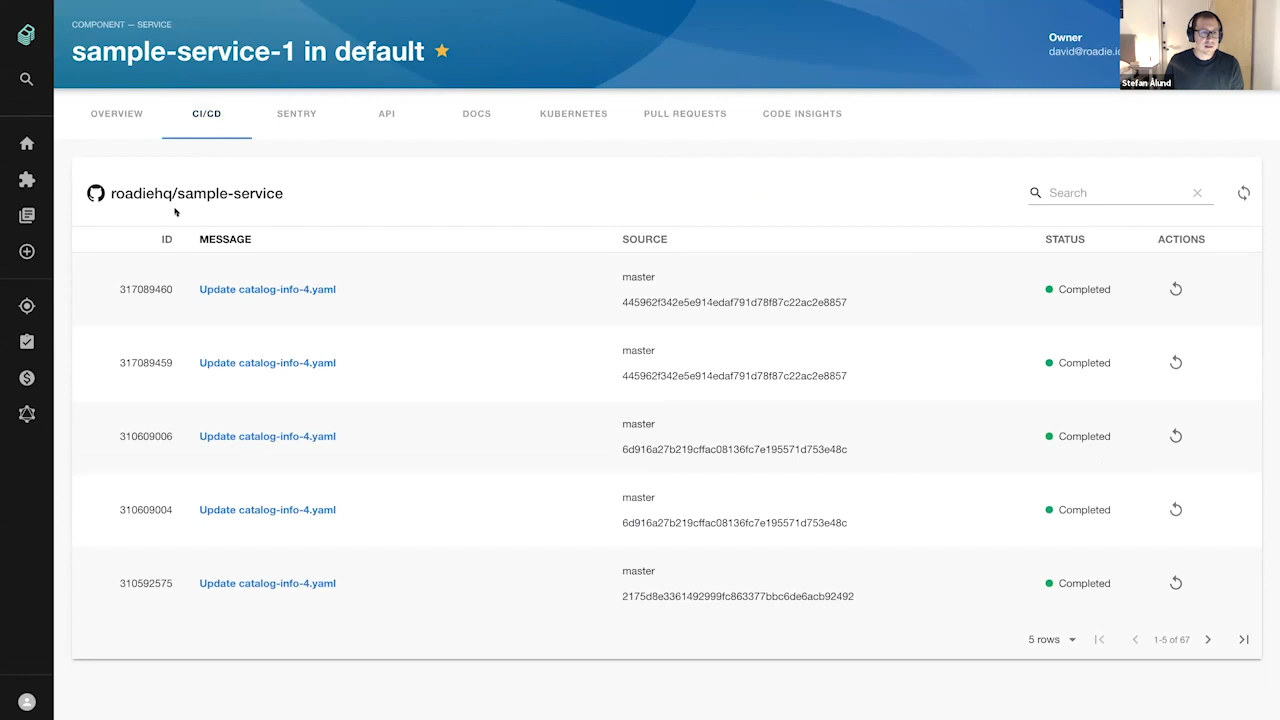 COMPONENT — SERVICE
sample-service-1 in default
Owner
david@roadie.io
Stefan Ålund
OVERVIEW CI/CD SENTRY API DOCS KUBERNETES PULL REQUESTS CODE INSIGHTS
roadiehq/sample-service
Search
ID MESSAGE SOURCE STATUS ACTIONS
317089460 Update catalog-info-4.yaml master Completed
445962f342e5e914edaf791d78f87c22ac2e8857
317089459 Update catalog-info-4.yaml master Completed
445962f342e5e914edaf791d78f87c22ac2e8857
310609006 Update catalog-info-4.yaml master Completed
6d916a27b219cffac08136fc7e195571d753e48c
310609004 Update catalog-info-4.yaml master Completed
6d916a27b219cffac08136fc7e195571d753e48c
310592575 Update catalog-info-4.yaml master Completed
2175d8e3361492999fc863377bbc6de6acb92492
5 rows 1-5 of 67